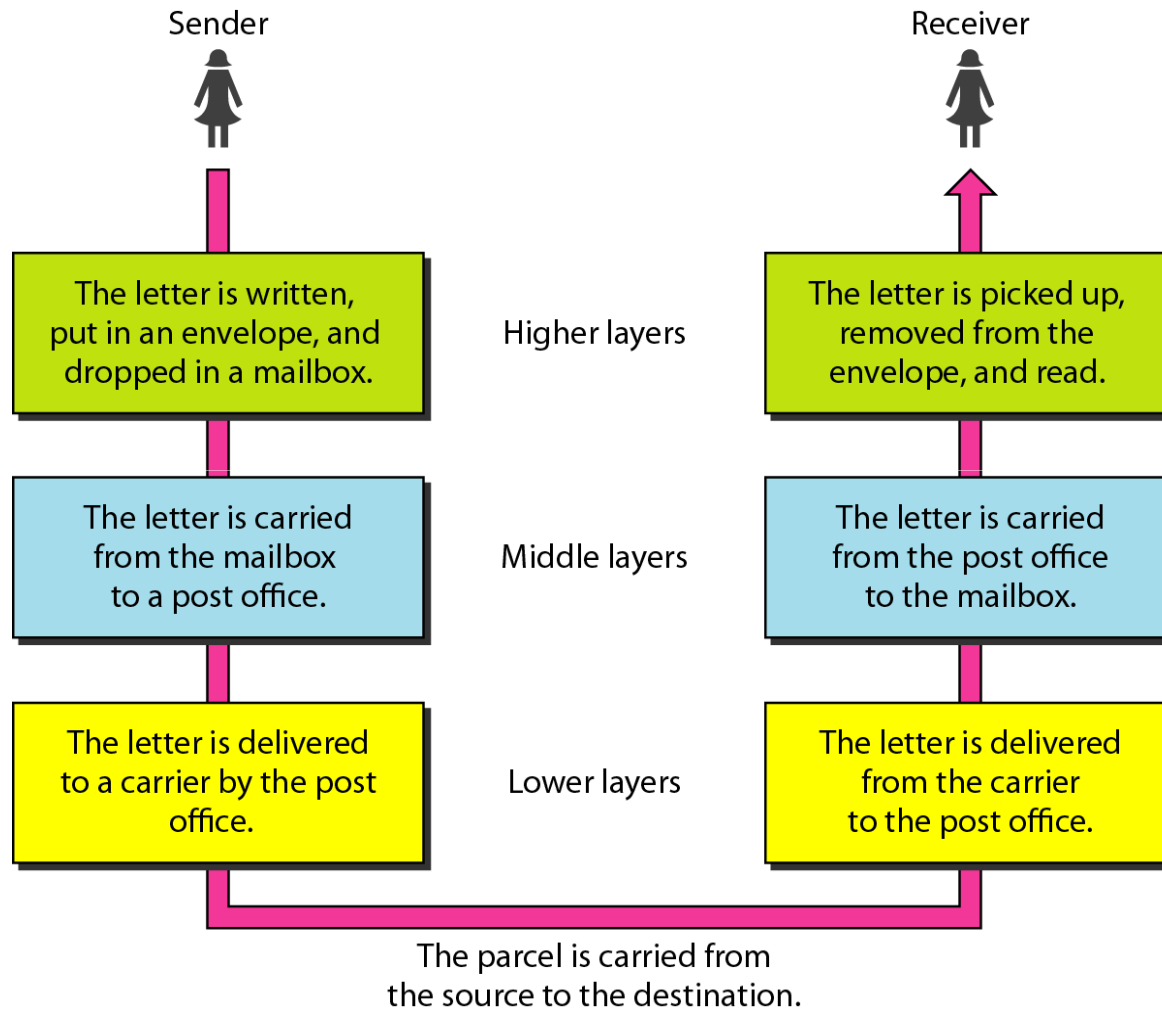 Sender
Receiver
The letter is written,
put in an envelope, and
dropped in a mailbox.
Higher layers
The letter is picked up,
removed from the
envelope, and read.
The letter is carried
from the mailbox
to a post office.
Middle layers
The letter is carried
from the post office
to the mailbox.
The letter is delivered
to a carrier by the post
office.
Lower layers
The letter is delivered
from the carrier
to the post office.
The parcel is carried from
the source to the destination.